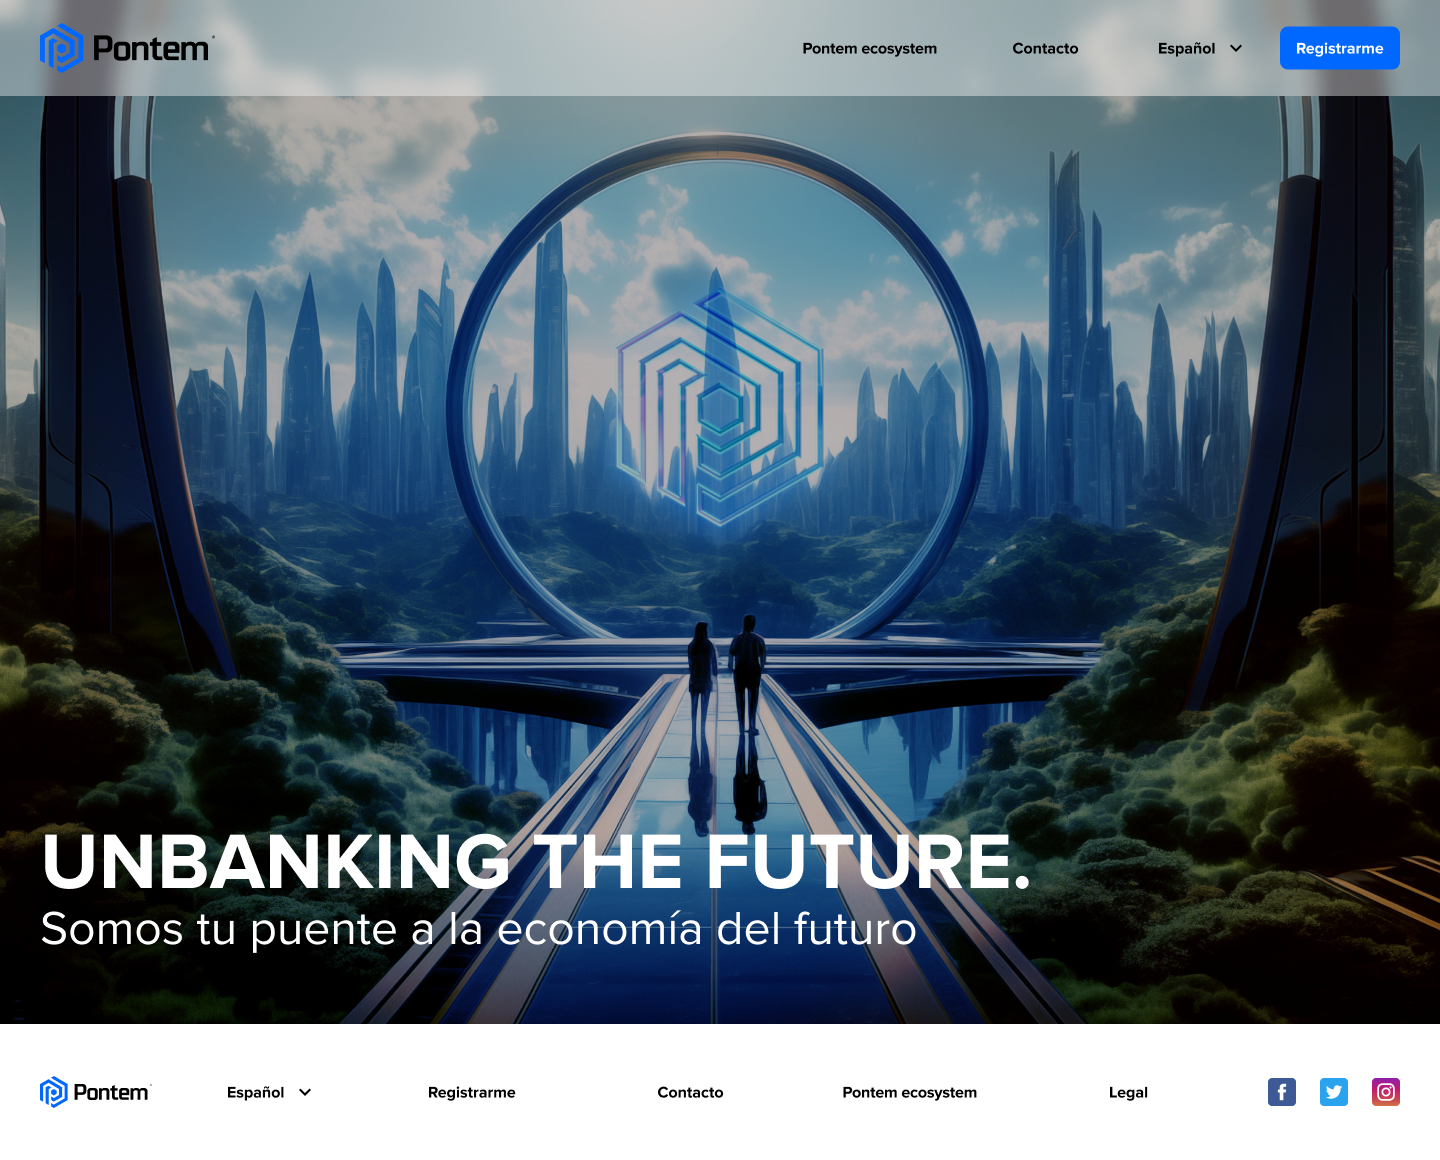 Pontem
Pontem ecosystem
Contacto
Español
Registrarme
UNBANKING THE FUTURE.
Somos tu puente a la economía del futuro
Pontem
Español
Registrarme
Contacto
Pontem ecosystem
Legal